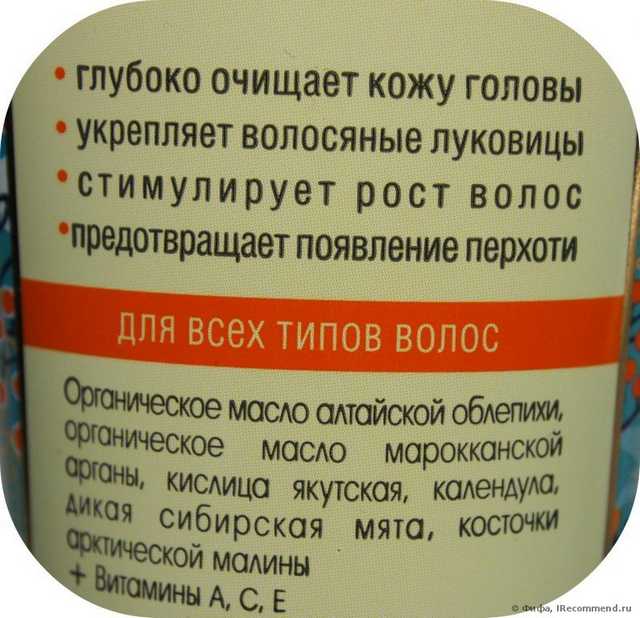 • глубоко очищает кожу головы
• укрепляет волосяные луковицы
• стимулирует рост волос
• предотвращает появление перхоти
ДЛЯ ВСЕХ ТИПОВ ВОЛОС
Органическое масло алтайской облепихи,
органическое масло марокканской
арганы, кислица якутская, календула,
дикая сибирская мята, косточки
арктической малины
+ Витамины А, С, Е
© Фифа, IRecommend.ru